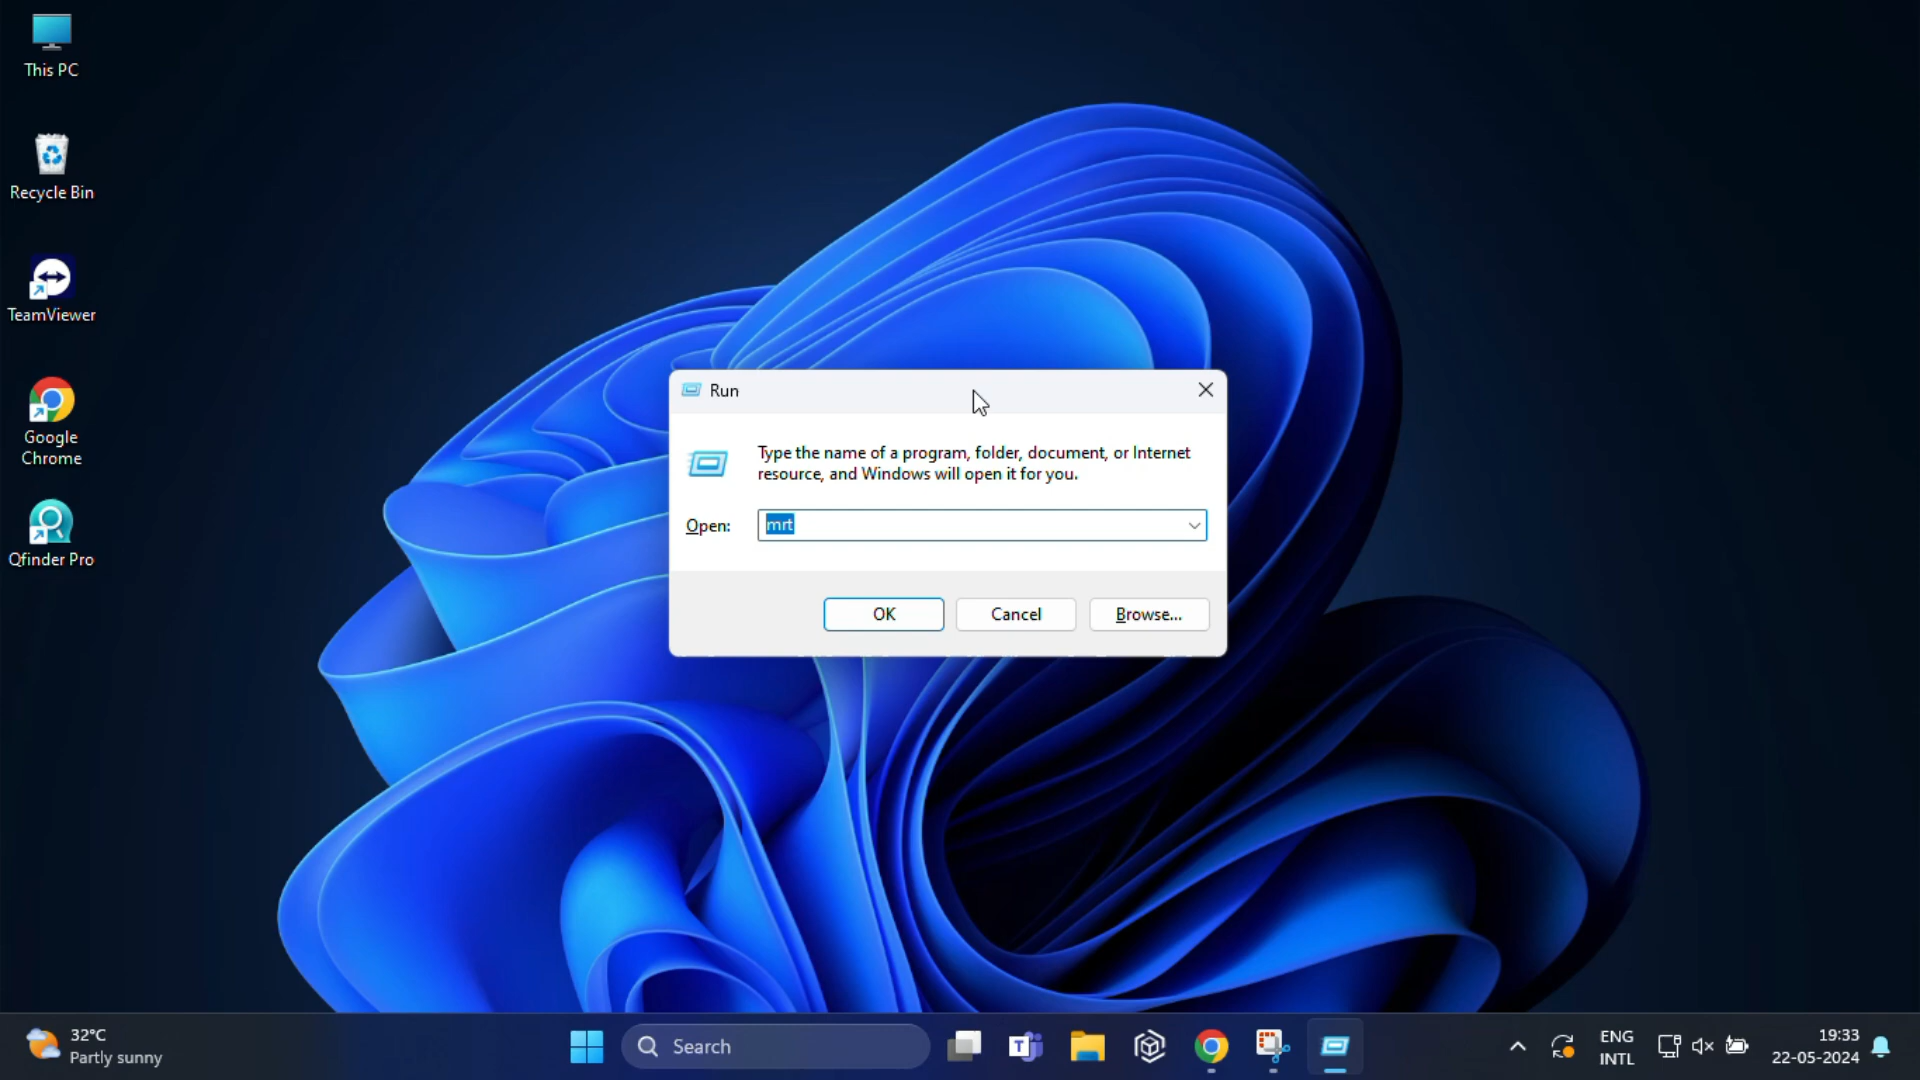 This PC
Recycle Bin
TeamViewer
Google
Chrome
Qfinder Pro
Run
Type the name of a program, folder, document, or Internet
resource, and Windows will open it for you.
Open: mrt
OK Cancel Browse...
32°C
Partly sunny
Search
T
ENG
INTL
19:33
22-05-2024